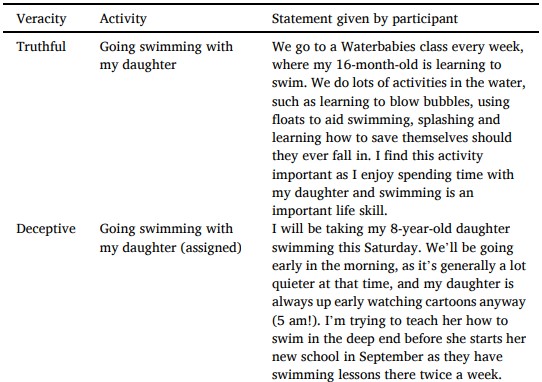 Veracity Activity Statement given by participant
Truthful Going swimming with We go to a Waterbabies class every week,
my daughter where my 16-month-old is learning to
swim. We do lots of activities in the water,
such as learning to blow bubbles, using
floats to aid swimming, splashing and
learning how to save themselves should
they ever fall in. I find this activity
important as I enjoy spending time with
my daughter and swimming is an
important life skill.
Deceptive Going swimming with I will be taking my 8-year-old daughter
my daughter (assigned) swimming this Saturday. We'll be going
early in the morning, as it's generally a lot
quieter at that time, and my daughter is
always up early watching cartoons anyway
(5 am!). I'm trying to teach her how to
swim in the deep end before she starts her
new school in September as they have
swimming lessons there twice a week.